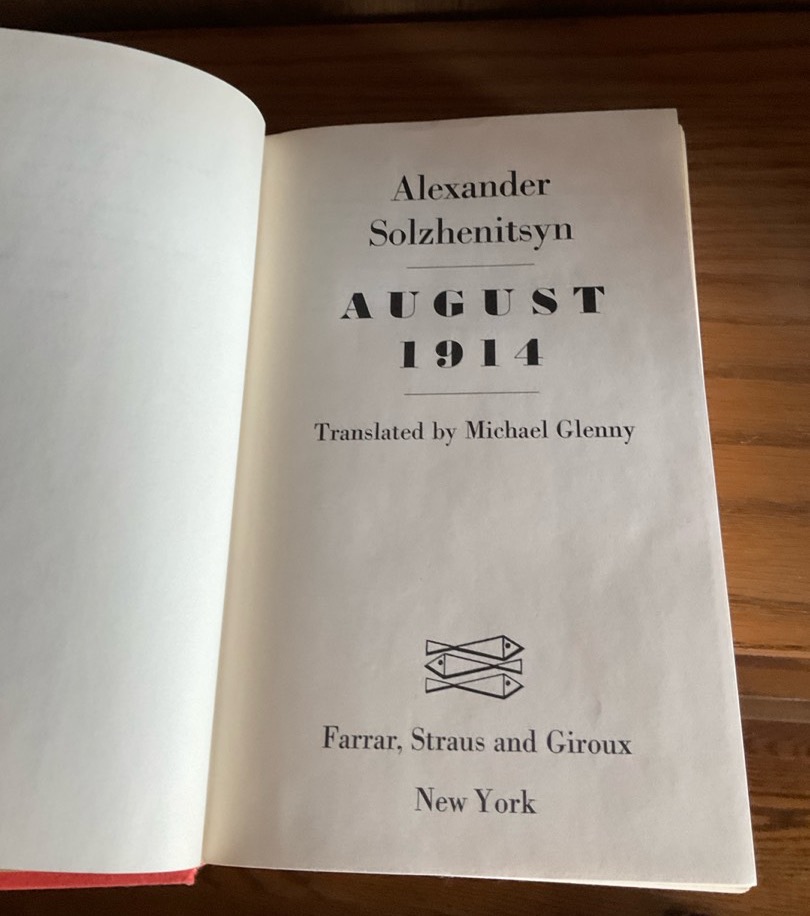 Alexander
Solzhenitsyn
AUGUST
1914
Translated by Michael Glenny
Farrar, Straus and Giroux
New York